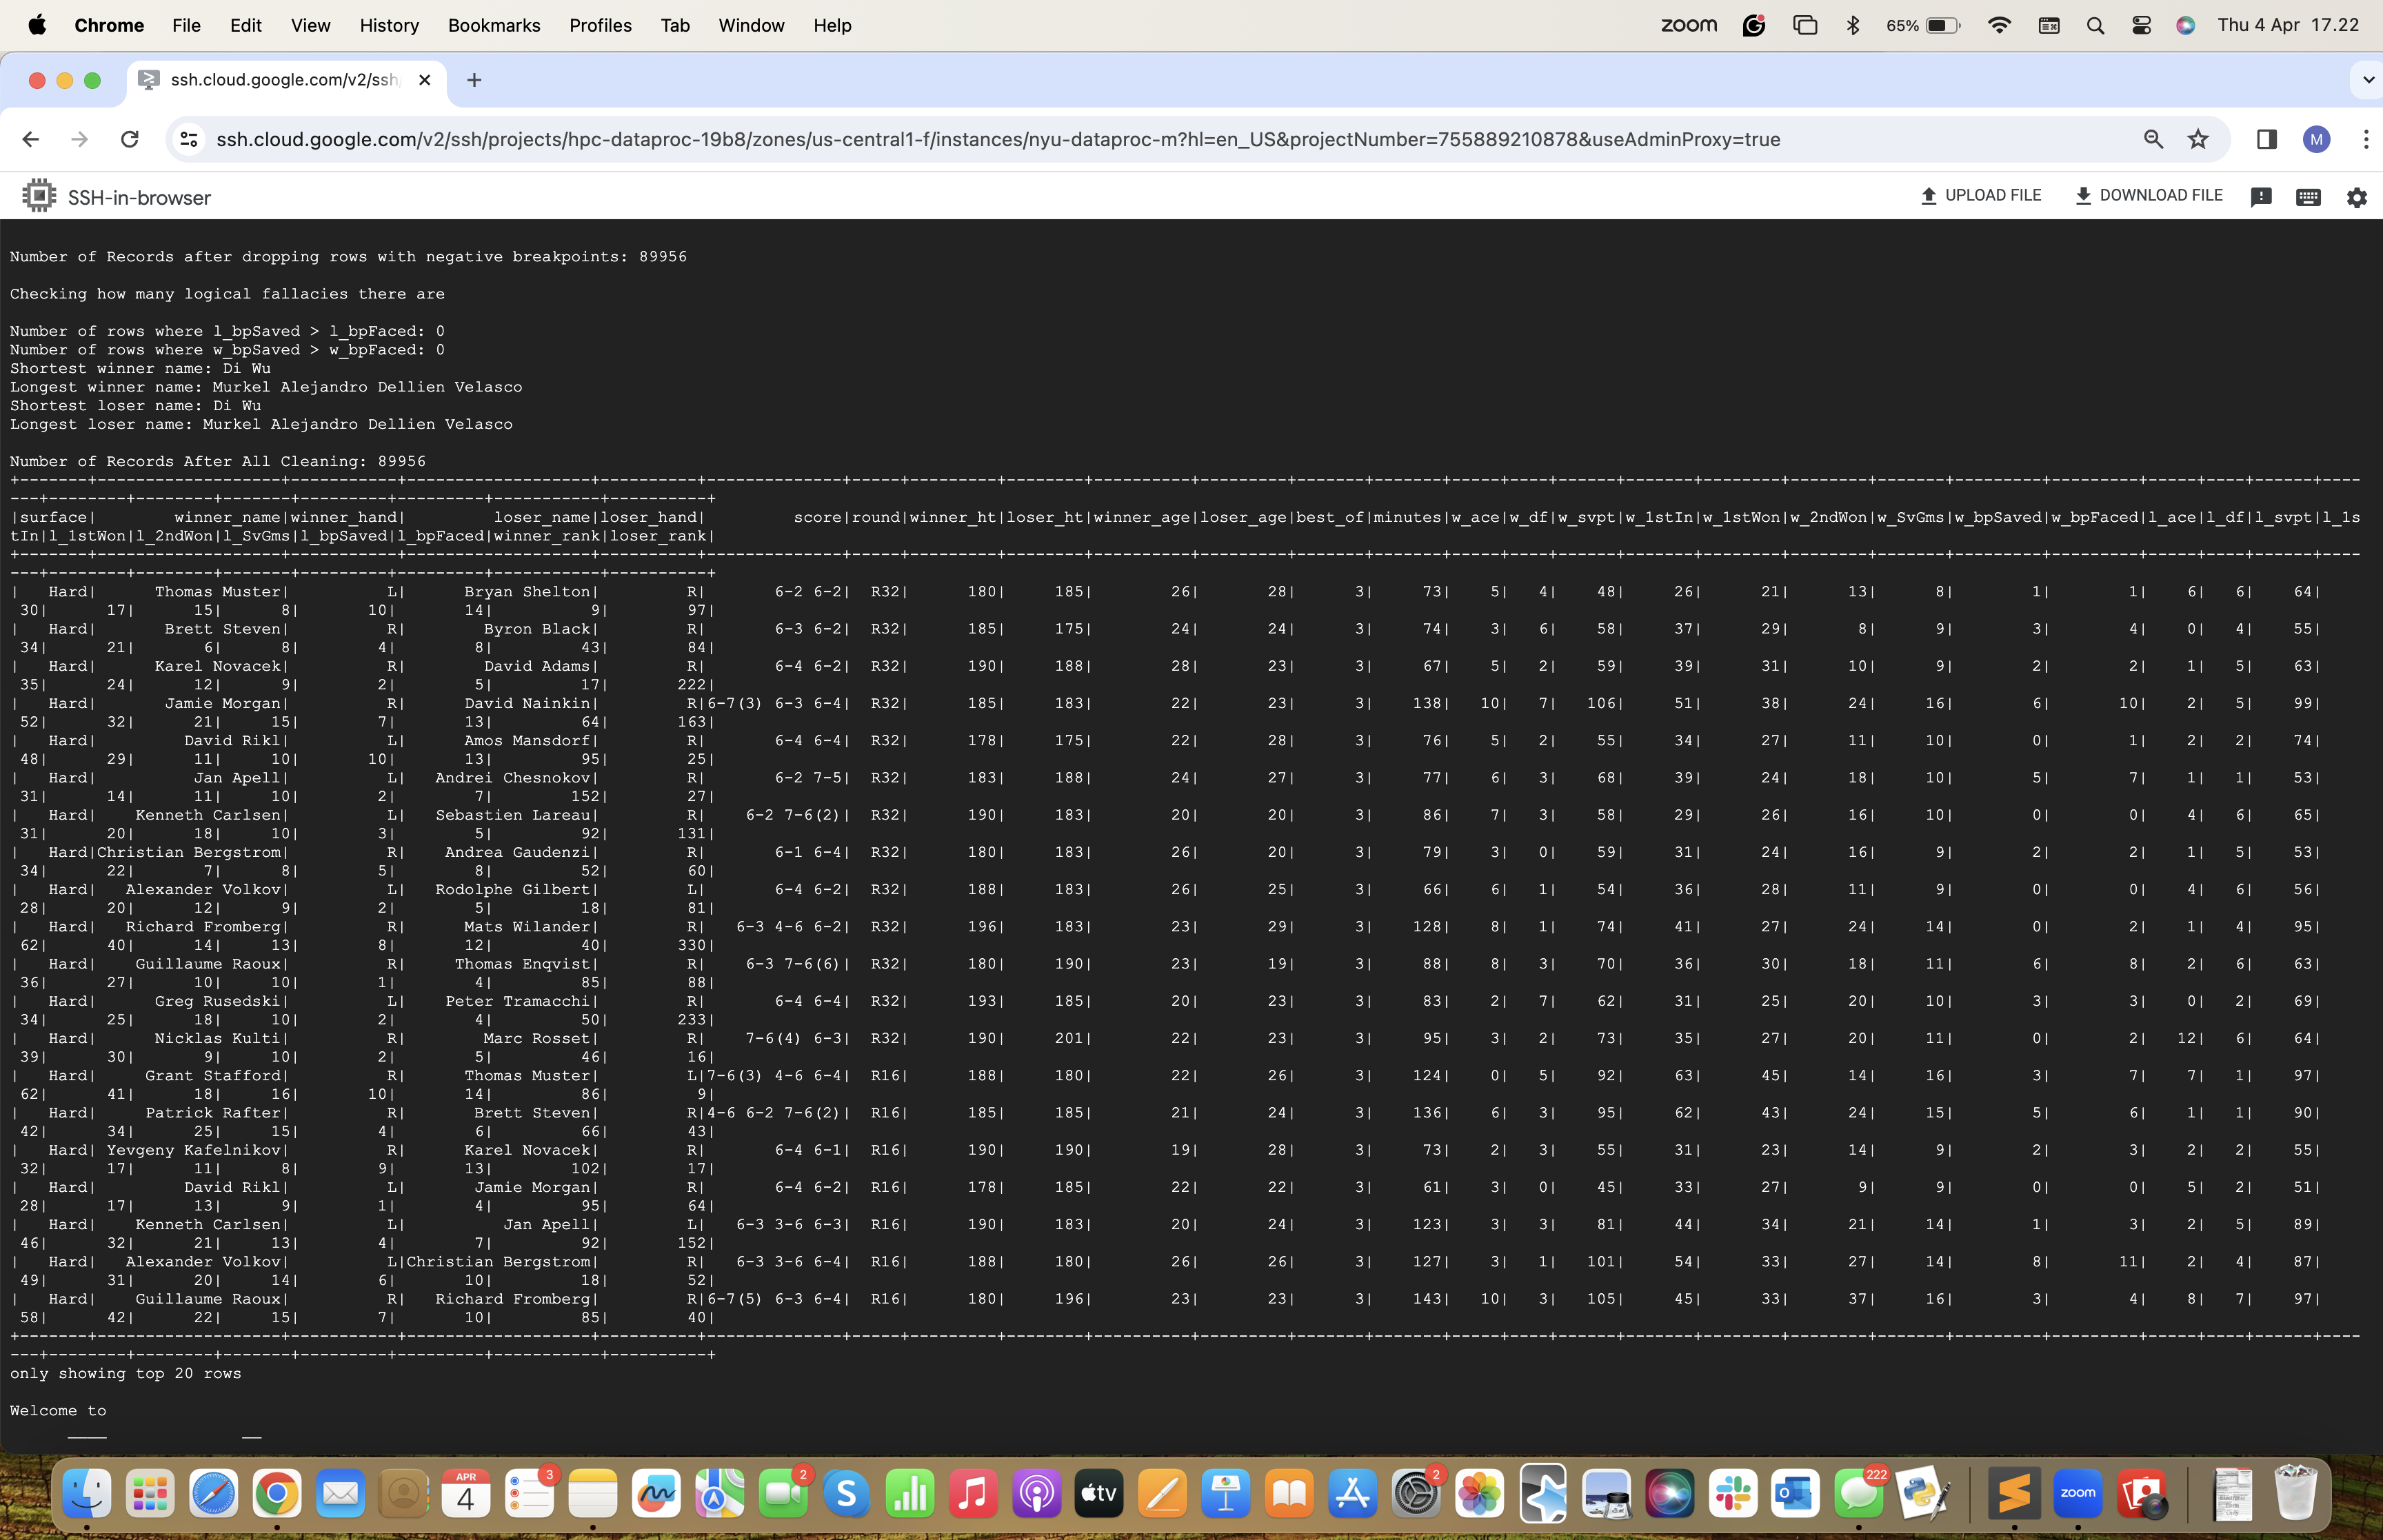 Chrome File Edit View History Bookmarks Profiles Tab Window Help zoom 65% Thu 4 Apr 17.22
ssh.cloud.google.com/v2/ssh/
ssh.cloud.google.com/v2/ssh/projects/hpc-dataproc-19b8/zones/us-central1-f/instances/nyu-dataproc-m?hl=en_US&projectNumber=755889210878&useAdminProxy=true M
SSH-in-browser UPLOAD FILE DOWNLOAD FILE
Number of Records after dropping rows with negative breakpoints: 89956
Checking how many logical fallacies there are
Number of rows where l_bpSaved > l_bpFaced: 0
Number of rows where w_bpSaved > w_bpFaced: 0
Shortest winner name: Di Wu
Longest winner name: Murkel Alejandro Dellien Velasco
Shortest loser name: Di Wu
Longest loser name: Murkel Alejandro Dellien Velasco
Number of Records After All Cleaning: 89956
+-------+-------------------+-----------+-------------------+----------+--------------+-----+---------+--------+----------+---------+-------+-------+-----+----+------+-------+--------+--------+-------+---------+---------+-----+----+------+----
---+--------+--------+-------+---------+---------+-----------+----------+
|surface| winner_name|winner_hand| loser_name|loser_hand| score|round|winner_ht|loser_ht|winner_age|loser_age|best_of|minutes|w_ace|w_df|w_svpt|w_1stIn|w_1stWon|w_2ndWon|w_SvGms|w_bpSaved|w_bpFaced|l_ace|l_df|l_svpt|l_1s
tIn|l_1stWon|l_2ndWon|l_SvGms|l_bpSaved|l_bpFaced|winner_rank|loser_rank|
+-------+-------------------+-----------+-------------------+----------+--------------+-----+---------+--------+----------+---------+-------+-------+-----+----+------+-------+--------+--------+-------+---------+---------+-----+----+------+----
---+--------+--------+-------+---------+---------+-----------+----------+
| Hard| Thomas Muster| L| Bryan Shelton| R| 6-2 6-2| R32| 180| 185| 26| 28| 3| 73| 5| 4| 48| 26| 21| 13| 8| 1| 1| 6| 6| 64|
30| 17| 15| 8| 10| 14| 9| 97|
| Hard| Brett Steven| R| Byron Black| R| 6-3 6-2| R32| 185| 175| 24| 24| 3| 74| 3| 6| 58| 37| 29| 8| 9| 3| 4| 0| 4| 55|
34| 21| 6| 8| 4| 8| 43| 84|
| Hard| Karel Novacek| R| David Adams| R| 6-4 6-2| R32| 190| 188| 28| 23| 3| 67| 5| 2| 59| 39| 31| 10| 9| 2| 2| 1| 5| 63|
35| 24| 12| 9| 2| 5| 17| 222|
| Hard| Jamie Morgan| R| David Nainkin| R|6-7(3) 6-3 6-4| R32| 185| 183| 22| 23| 3| 138| 10| 7| 106| 51| 38| 24| 16| 6| 10| 2| 5| 99|
52| 32| 21| 15| 7| 13| 64| 163|
| Hard| David Rikl| L| Amos Mansdorf| R| 6-4 6-4| R32| 178| 175| 22| 28| 3| 76| 5| 2| 55| 34| 27| 11| 10| 0| 1| 2| 2| 74|
48| 29| 11| 10| 10| 13| 95| 25|
| Hard| Jan Apell| L| Andrei Chesnokov| R| 6-2 7-5| R32| 183| 188| 24| 27| 3| 77| 6| 3| 68| 39| 24| 18| 10| 5| 7| 1| 1| 53|
31| 14| 11| 10| 2| 7| 152| 27|
| Hard| Kenneth Carlsen| L| Sebastien Lareau| R| 6-2 7-6(2)| R32| 190| 183| 20| 20| 3| 86| 7| 3| 58| 29| 26| 16| 10| 0| 0| 4| 6| 65|
31| 20| 18| 10| 3| 5| 92| 131|
| Hard|Christian Bergstrom| R| Andrea Gaudenzi| R| 6-1 6-4| R32| 180| 183| 26| 20| 3| 79| 3| 0| 59| 31| 24| 16| 9| 2| 2| 1| 5| 53|
34| 22| 7| 8| 5| 8| 52| 60|
| Hard| Alexander Volkov| L| Rodolphe Gilbert| L| 6-4 6-2| R32| 188| 183| 26| 25| 3| 66| 6| 1| 54| 36| 28| 11| 9| 0| 0| 4| 6| 56|
28| 20| 12| 9| 2| 5| 18| 81|
| Hard| Richard Fromberg| R| Mats Wilander| R| 6-3 4-6 6-2| R32| 196| 183| 23| 29| 3| 128| 8| 1| 74| 41| 27| 24| 14| 0| 2| 1| 4| 95|
62| 40| 14| 13| 8| 12| 40| 330|
| Hard| Guillaume Raoux| R| Thomas Enqvist| R| 6-3 7-6(6)| R32| 180| 190| 23| 19| 3| 88| 8| 3| 70| 36| 30| 18| 11| 6| 8| 2| 6| 63|
36| 27| 10| 10| 1| 4| 85| 88|
| Hard| Greg Rusedski| L| Peter Tramacchi| R| 6-4 6-4| R32| 193| 185| 20| 23| 3| 83| 2| 7| 62| 31| 25| 20| 10| 3| 3| 0| 2| 69|
34| 25| 18| 10| 2| 4| 50| 233|
| Hard| Nicklas Kulti| R| Marc Rosset| R| 7-6(4) 6-3| R32| 190| 201| 22| 23| 3| 95| 3| 2| 73| 35| 27| 20| 11| 0| 2| 12| 6| 64|
39| 30| 9| 10| 2| 5| 46| 16|
| Hard| Grant Stafford| R| Thomas Muster| L|7-6(3) 4-6 6-4| R16| 188| 180| 22| 26| 3| 124| 0| 5| 92| 63| 45| 14| 16| 3| 7| 7| 1| 97|
62| 41| 18| 16| 10| 14| 86| 9|
| Hard| Patrick Rafter| R| Brett Steven| R|4-6 6-2 7-6(2)| R16| 185| 185| 21| 24| 3| 136| 6| 3| 95| 62| 43| 24| 15| 5| 6| 1| 1| 90|
42| 34| 25| 15| 4| 6| 66| 43|
| Hard| Yevgeny Kafelnikov| R| Karel Novacek| R| 6-4 6-1| R16| 190| 190| 19| 28| 3| 73| 2| 3| 55| 31| 23| 14| 9| 2| 3| 2| 2| 55|
32| 17| 11| 8| 9| 13| 102| 17|
| Hard| David Rikl| L| Jamie Morgan| R| 6-4 6-2| R16| 178| 185| 22| 22| 3| 61| 3| 0| 45| 33| 27| 9| 9| 0| 0| 5| 2| 51|
28| 17| 13| 9| 1| 4| 95| 64|
| Hard| Kenneth Carlsen| L| Jan Apell| L| 6-3 3-6 6-3| R16| 190| 183| 20| 24| 3| 123| 3| 3| 81| 44| 34| 21| 14| 1| 3| 2| 5| 89|
46| 32| 21| 13| 4| 7| 92| 152|
| Hard| Alexander Volkov| L|Christian Bergstrom| R| 6-3 3-6 6-4| R16| 188| 180| 26| 26| 3| 127| 3| 1| 101| 54| 33| 27| 14| 8| 11| 2| 4| 87|
49| 31| 20| 14| 6| 10| 18| 52|
| Hard| Guillaume Raoux| R| Richard Fromberg| R|6-7(5) 6-3 6-4| R16| 180| 196| 23| 23| 3| 143| 10| 3| 105| 45| 33| 37| 16| 3| 4| 8| 7| 97|
58| 42| 22| 15| 7| 10| 85| 40|
+-------+-------------------+-----------+-------------------+----------+--------------+-----+---------+--------+----------+---------+-------+-------+-----+----+------+-------+--------+--------+-------+---------+---------+-----+----+------+----
---+--------+--------+-------+---------+---------+-----------+----------+
only showing top 20 rows
Welcome to
APR 4 3 2 tv 2 222 zoom